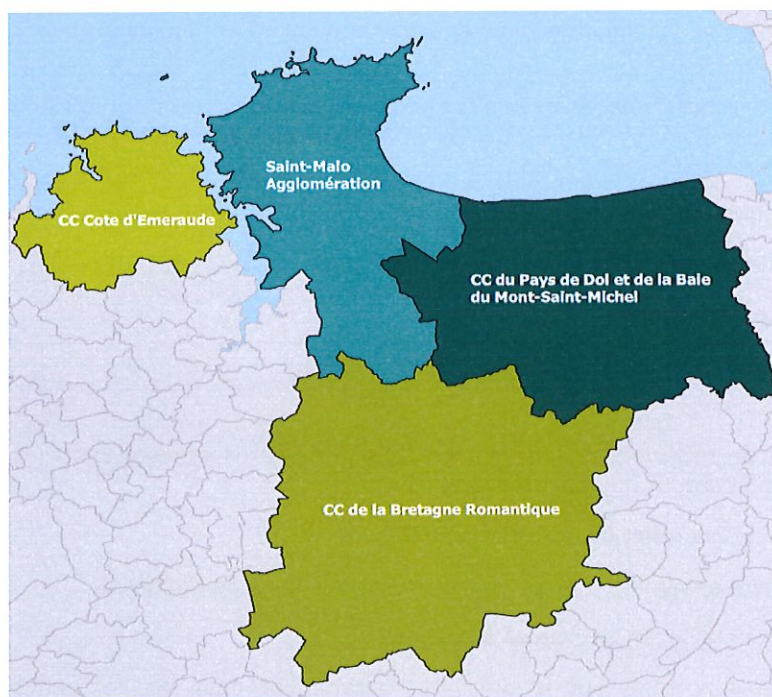 Saint-Malo
Agglomération
CC Cote d'Emeraude
CC du Pays de Dol et de la Baie
du Mont-Saint-Michel
CC de la Bretagne Romantique